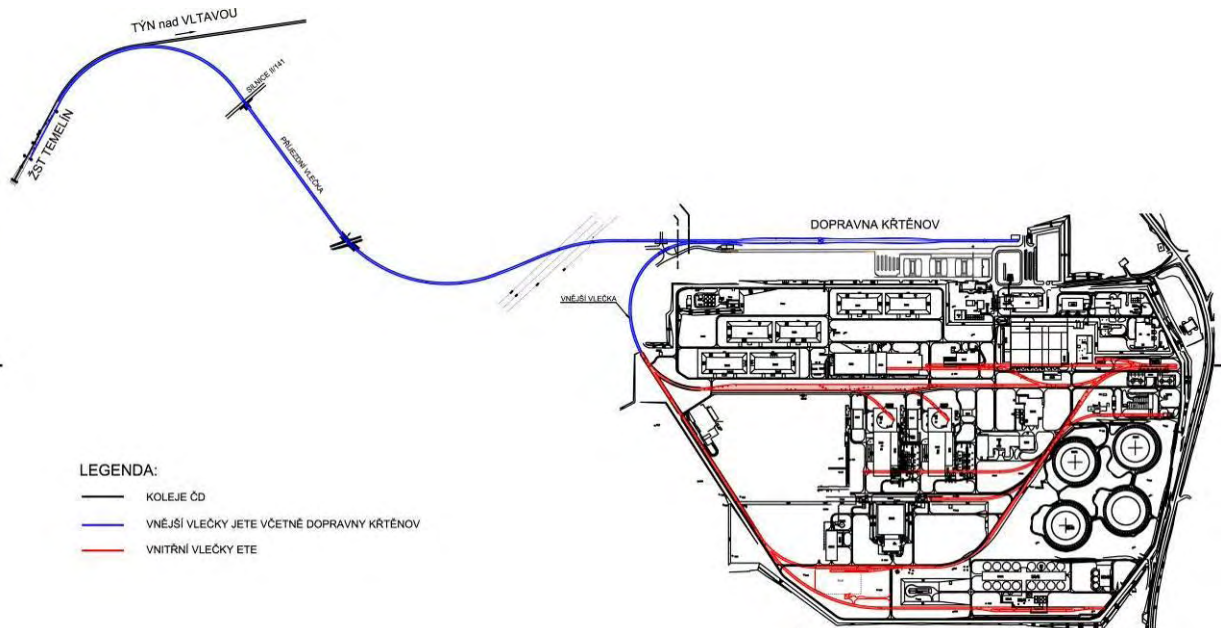 TÝN nad VLTAVOU
SILNICE II/141
ŽST TEMELÍN
PŘÍJEZDNÍ VLEČKA
DOPRAVNA KŘTĚNOV
VNĚJŠÍ VLEČKA
LEGENDA:
KOLEJE ČD
VNĚJŠÍ VLEČKY JETE VČETNĚ DOPRAVNY KŘTĚNOV
VNITŘNÍ VLEČKY ETE